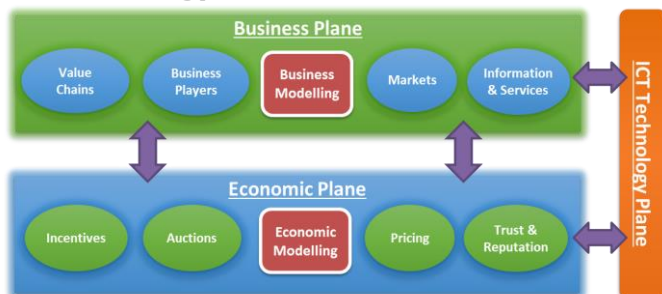 Business Plane
Value
Chains
Business
Players
Business
Modelling
Markets
Information
& Services
Economic Plane
Incentives
Auctions
Economic
Modelling
Pricing
Trust &
Reputation
ICT Technology Plane